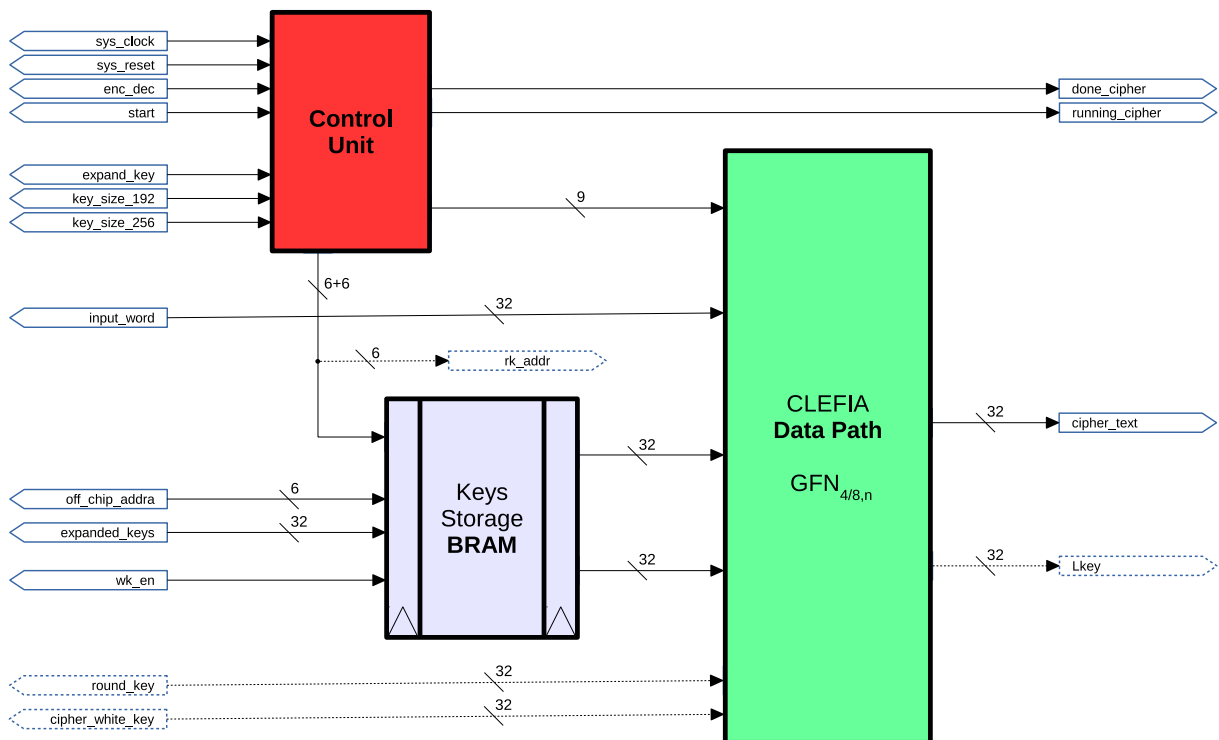 sys_clock
sys_reset
enc_dec
start
expand_key
key_size_192
key_size_256
Control
Unit
done_cipher
running_cipher
9
6+6
input_word
32
6
rk_addr
CLEFIA
Data Path
GFN4/8,n
32
cipher_text
32
Lkey
off_chip_addra
6
expanded_keys
32
wk_en
Keys
Storage
BRAM
32
32
round_key
32
cipher_white_key
32